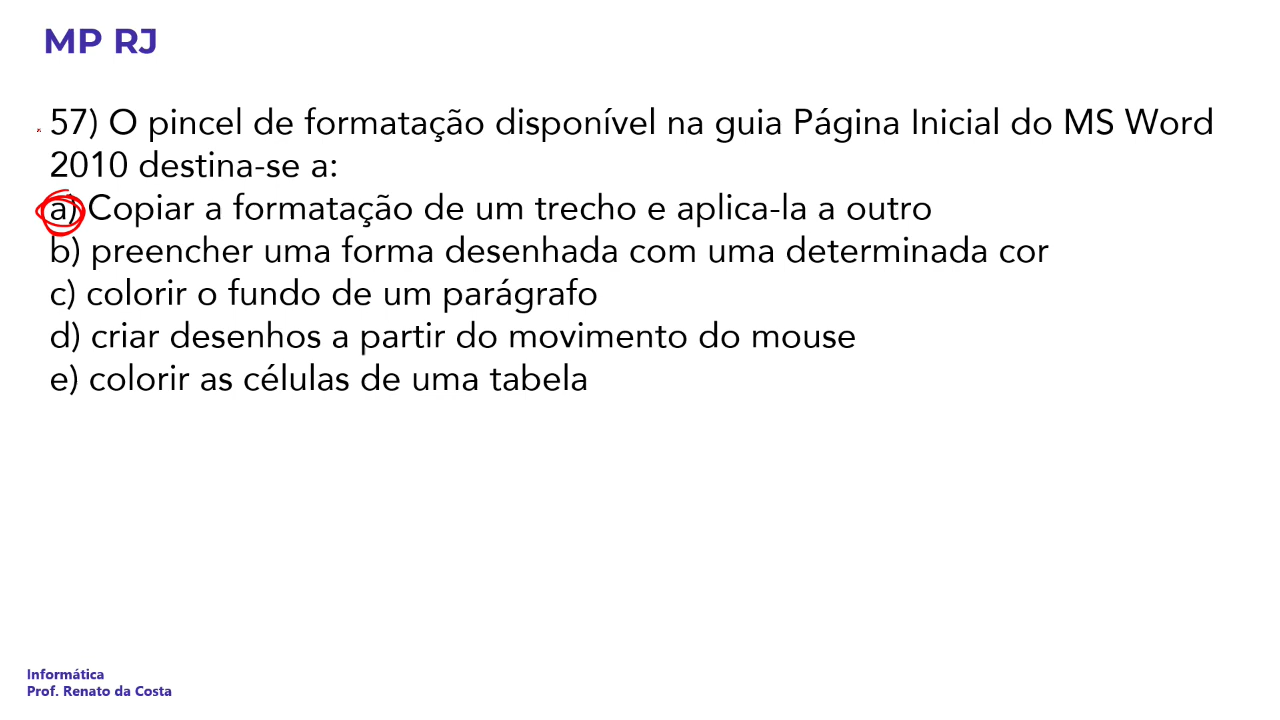 MP RJ
57) O pincel de formatação disponível na guia Página Inicial do MS Word
2010 destina-se a:
a) Copiar a formatação de um trecho e aplica-la a outro
b) preencher uma forma desenhada com uma determinada cor
c) colorir o fundo de um parágrafo
d) criar desenhos a partir do movimento do mouse
e) colorir as células de uma tabela
Informática
Prof. Renato da Costa